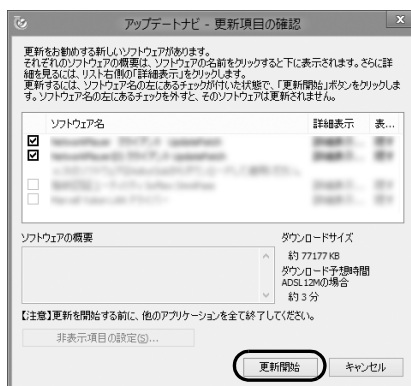 アップデートナビ - 更新項目の確認
x
更新をお勧めする新しいソフトウェアがあります。
それぞれのソフトウェアの概要は、ソフトウェアの名前をクリックすると下に表示されます。さらに詳
細を見るには、リスト右側の「詳細表示」をクリックします。
更新するには、ソフトウェア名の左にあるチェックが付いた状態で、「更新開始」ボタンをクリックしま
す。ソフトウェア名の左にあるチェックを外すと、そのソフトウェアは更新されません。
ソフトウェア名 詳細表示 表...
ソフトウェアの概要
ダウンロードサイズ
約 77177 KB
ダウンロード予想時間
ADSL 12Mの場合
約 3 分
【注意】更新を開始する前に、他のアプリケーションを全て終了してください。
非表示項目の設定(S)...
更新開始 キャンセル